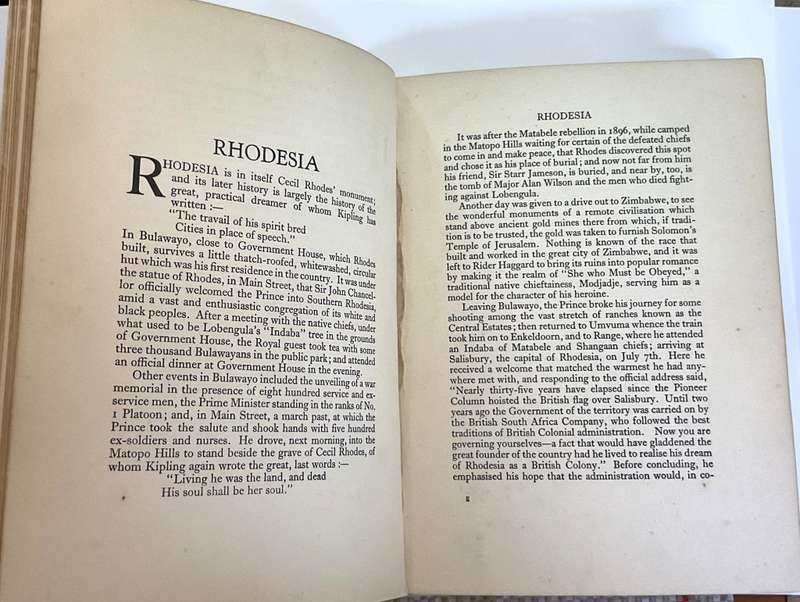 RHODESIA
RHODESIA is in itself Cecil Rhodes' monument;
and its later history is largely the history of the
great, practical dreamer of whom Kipling has
written :—
"The travail of his spirit bred
Cities in place of speech."
In Bulawayo, close to Government House, which Rhodes
built, survives a little thatch-roofed, whitewashed, circular
hut which was his first residence in the country. It was under
the statue of Rhodes, in Main Street, that Sir John Chancel-
lor officially welcomed the Prince into Southern Rhodesia,
amid a vast and enthusiastic congregation of its white and
black peoples. After a meeting with the native chiefs, under
what used to be Lobengula's "Indaba" tree in the grounds
of Government House, the Royal guest took tea with some
three thousand Bulawayans in the public park; and attended
an official dinner at Government House in the evening.
Other events in Bulawayo included the unveiling of a war
memorial in the presence of eight hundred service and ex-
service men, the Prime Minister standing in the ranks of No.
1 Platoon; and, in Main Street, a march past, at which the
Prince took the salute and shook hands with five hundred
ex-soldiers and nurses. He drove, next morning, into the
Matopo Hills to stand beside the grave of Cecil Rhodes, of
whom Kipling again wrote the great, last words :—
"Living he was the land, and dead
His soul shall be her soul."
RHODESIA
It was after the Matabele rebellion in 1896, while camped
in the Matopo Hills waiting for certain of the defeated chiefs
to come in and make peace, that Rhodes discovered this spot
and chose it as his place of burial; and now not far from him
his friend, Sir Starr Jameson, is buried, and near by, too, is
the tomb of Major Alan Wilson and the men who died fight-
ing against Lobengula.
Another day was given to a drive out to Zimbabwe, to see
the wonderful monuments of a remote civilisation which
stand above ancient gold mines there from which, if tradi-
tion is to be trusted, the gold was taken to furnish Solomon's
Temple of Jerusalem. Nothing is known of the race that
built and worked in the great city of Zimbabwe, and it was
left to Rider Haggard to bring its ruins into popular romance
by making it the realm of "She who Must be Obeyed," a
traditional native chieftainess, Modjadje, serving him as a
model for the character of his heroine.
Leaving Bulawayo, the Prince broke his journey for some
shooting among the vast stretch of ranches known as the
Central Estates; then returned to Umvuma whence the train
took him on to Enkeldoorn, and to Range, where he attended
an Indaba of Matabele and Shangaan chiefs; arriving at
Salisbury, the capital of Rhodesia, on July 7th. Here he
received a welcome that matched the warmest he had any-
where met with, and responding to the official address said,
"Nearly thirty-five years have elapsed since the Pioneer
Column hoisted the British flag over Salisbury. Until two
years ago the Government of the territory was carried on by
the British South Africa Company, who followed the best
traditions of British Colonial administration. Now you are
governing yourselves—a fact that would have gladdened the
great founder of the country had he lived to realise his dream
of Rhodesia as a British Colony." Before concluding, he
emphasised his hope that the administration would, in co-
E